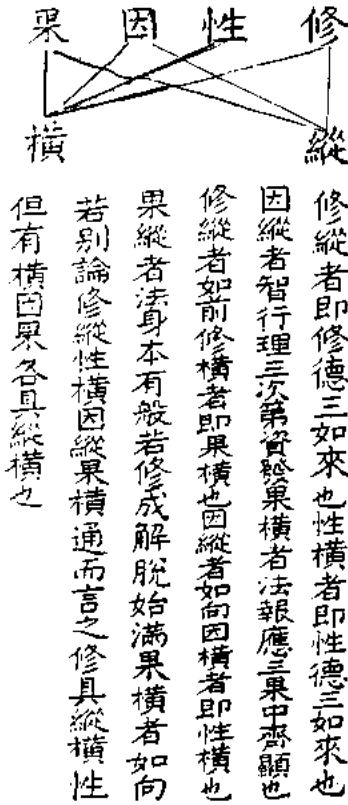 修 性 因 果
縱 橫
修縱者即修德三如來也性橫者即性德三如來也
因縱者智行理三次第資發果橫者法報應三果中齊顯也
修縱者如前修橫者即果橫也因縱者如向因橫者即性橫也
果縱者法身本有般若修成解脫始滿果橫者如向
若别論修縱性橫因縱果橫通而言之修具縱橫性
但有橫因果各具縱橫也